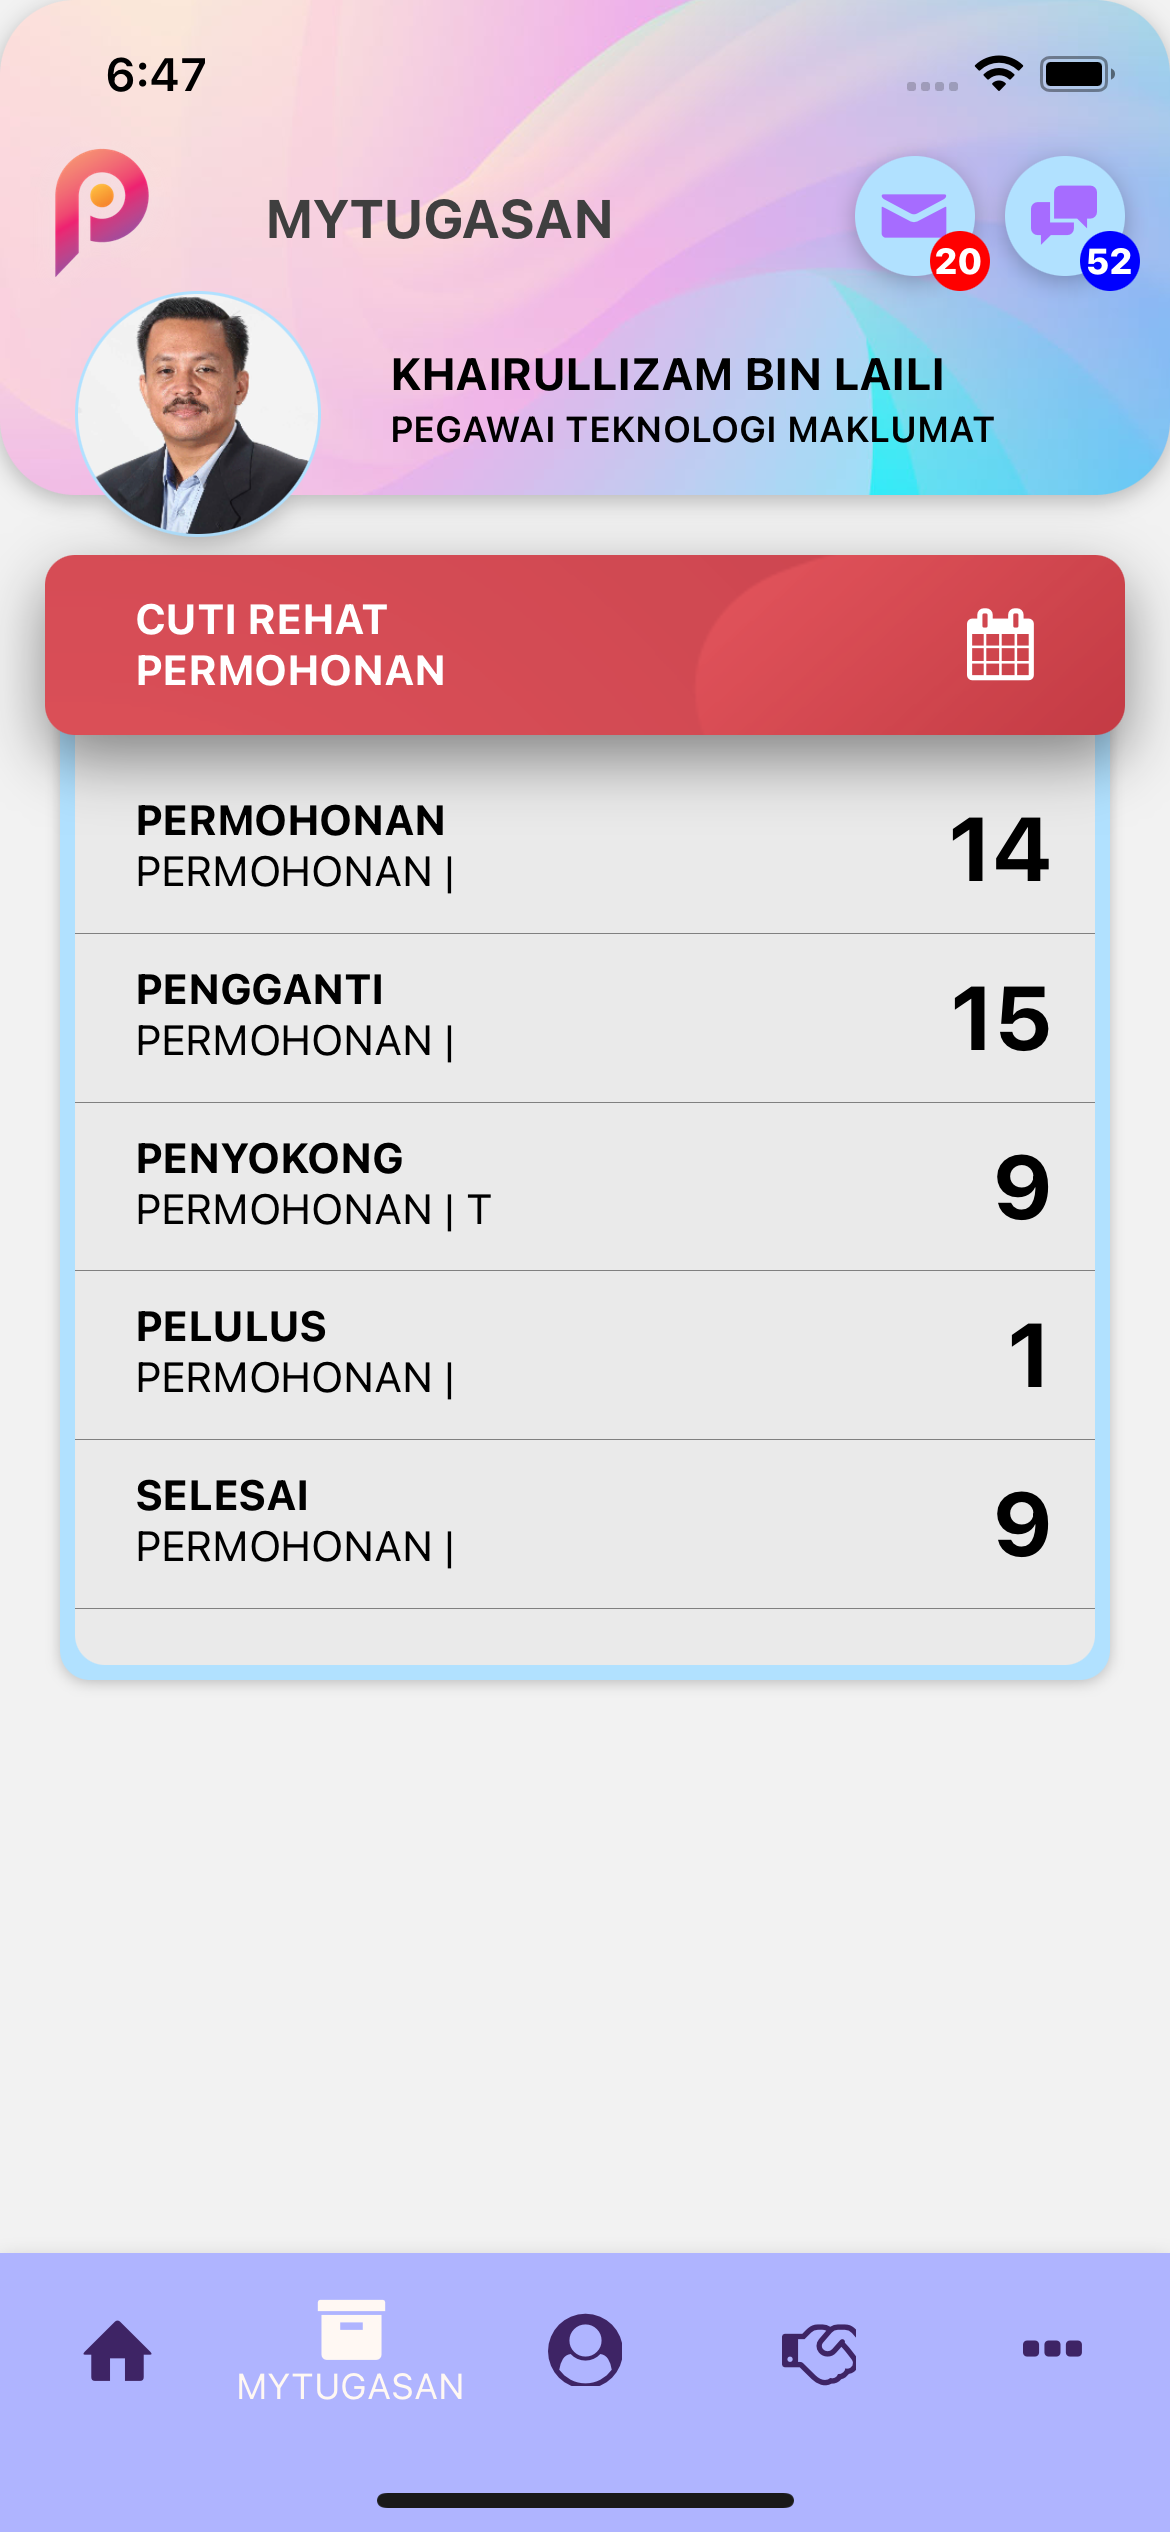 6:47
MYTUGASAN
20
52
KHAIRULLIZAM BIN LAILI
PEGAWAI TEKNOLOGI MAKLUMAT
CUTI REHAT
PERMOHONAN
PERMOHONAN
PERMOHONAN |
14
PENGGANTI
PERMOHONAN |
15
PENYOKONG
PERMOHONAN | T
9
PELULUS
PERMOHONAN |
1
SELESAI
PERMOHONAN |
9
MYTUGASAN